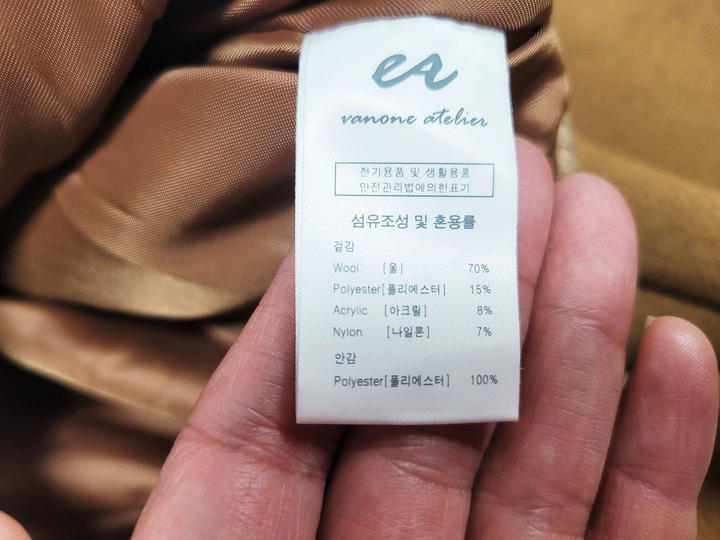 ea
vanone atelier
전기용품 및 생활용품
안전관리법에의한표기
섬유조성 및 혼용률
겉감
Wool [울] 70%
Polyester[폴리에스터] 15%
Acrylic [아크릴] 8%
Nylon [나일론] 7%
안감
Polyester[폴리에스터] 100%